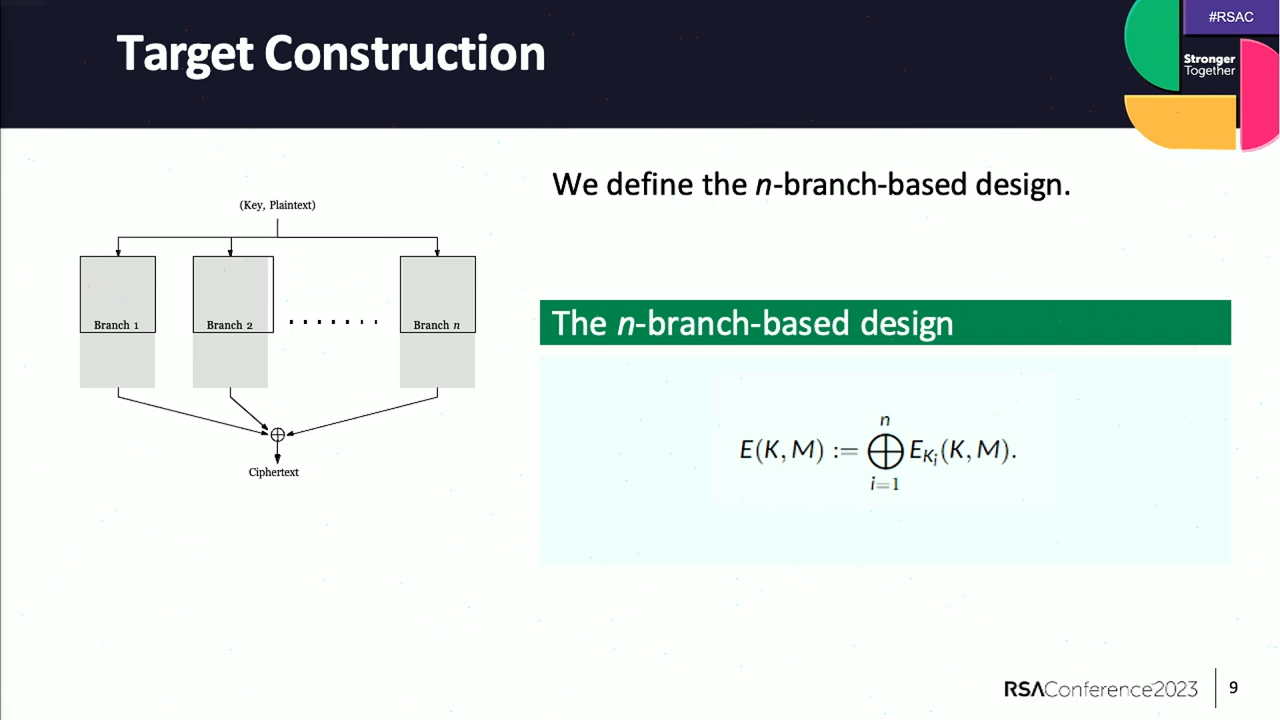 Target Construction
#RSAC
Stronger
Together
We define the n-branch-based design.
(Key, Plaintext)
Branch 1
Branch 2
.......
Branch n
Ciphertext
The n-branch-based design
E(K, M) := ⊕ᵢ₌₁ⁿ E_{K_i}(K, M).
RSAConference2023
9